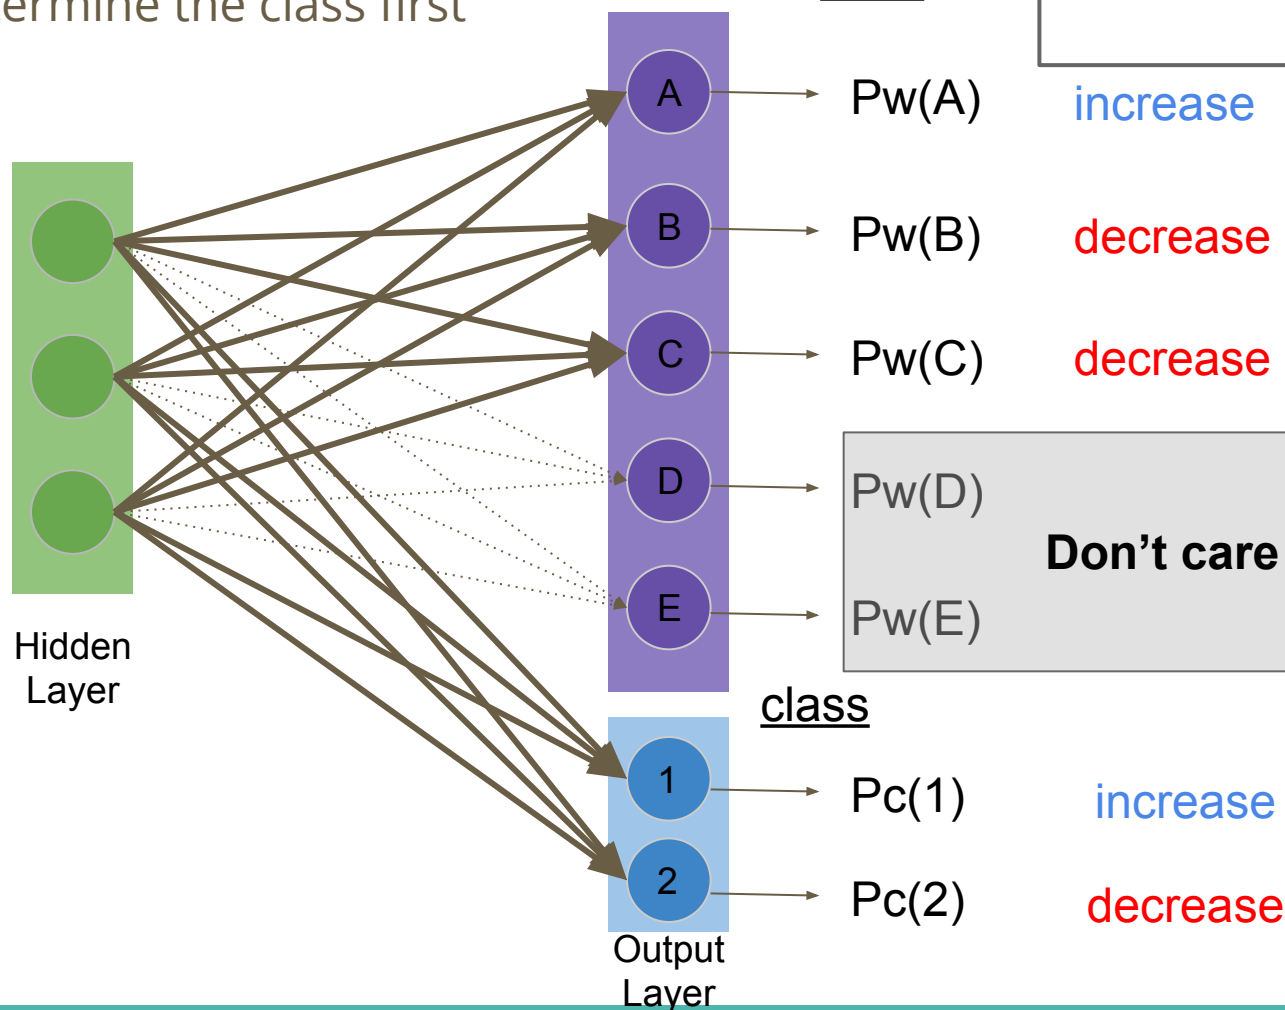 determine the class first
A Pw(A) increase
B Pw(B) decrease
C Pw(C) decrease
D Pw(D)
Don't care
E Pw(E)
Hidden
Layer
class
1 Pc(1) increase
2 Pc(2) decrease
Output
Layer